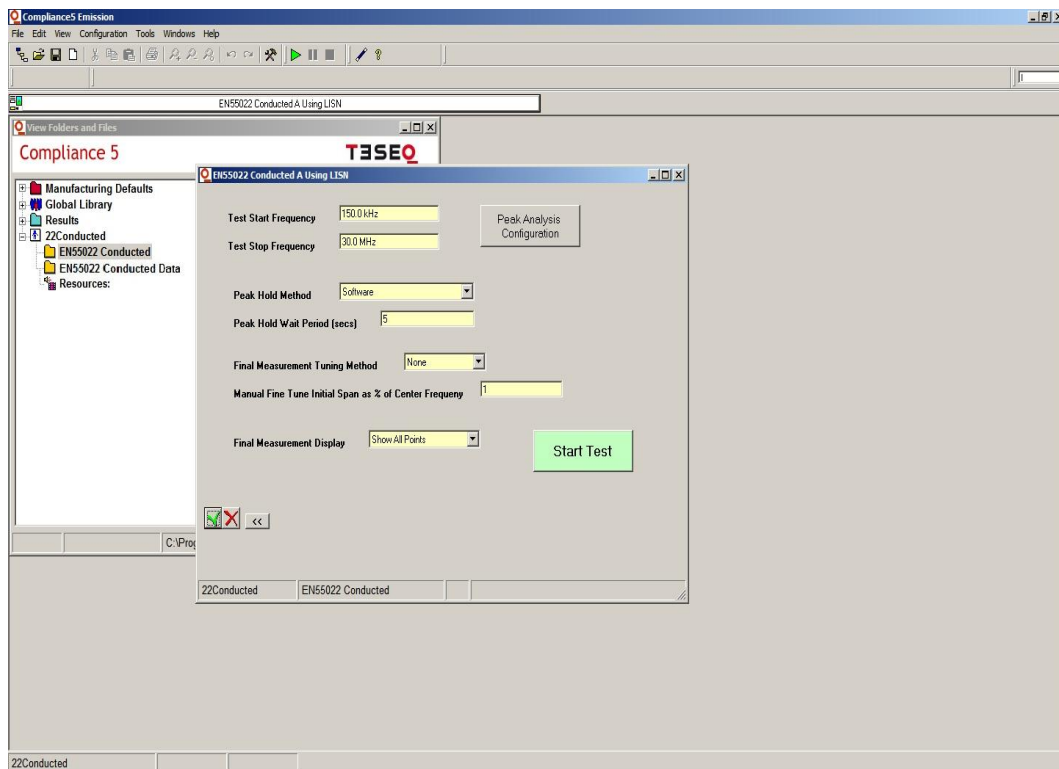 Compliance5 Emission
File Edit View Configuration Tools Windows Help
EN55022 Conducted A Using LISN
View Folders and Files
Compliance 5
TESEQ
Manufacturing Defaults
Global Library
Results
22Conducted
EN55022 Conducted
EN55022 Conducted Data
Resources:
C:\Prog
EN55022 Conducted A Using LISN
Test Start Frequency 150.0 kHz
Peak Analysis
Configuration
Test Stop Frequency 30.0 MHz
Peak Hold Method Software
Peak Hold Wait Period (secs) 5
Final Measurement Tuning Method None
Manual Fine Tune Initial Span as % of Center Frequeny 1
Final Measurement Display Show All Points
Start Test
<<
22Conducted EN55022 Conducted
22Conducted